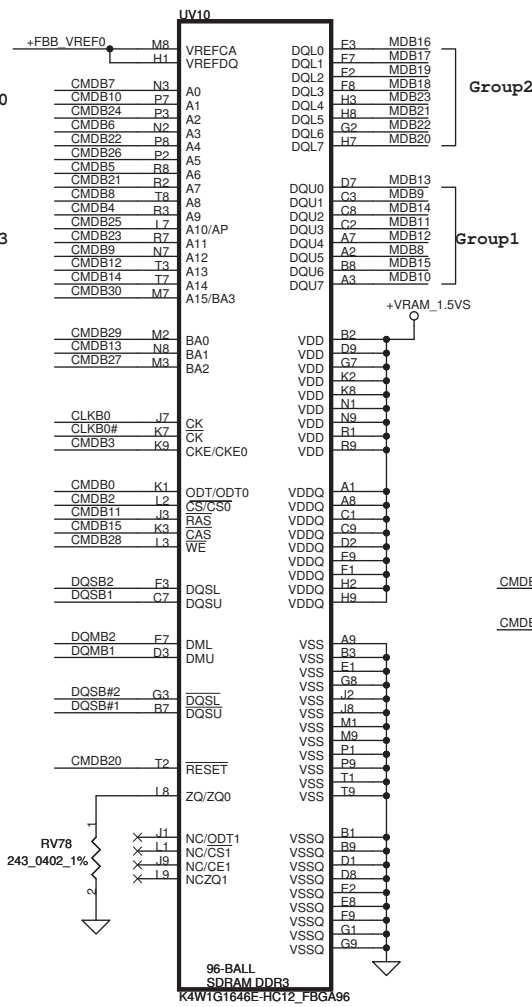 UV10
+FBB_VREF0 M8 VREFCA DQL0 E3 MDB16
H1 VREFDQ DQL1 F7 MDB17
DQL2 F2 MDB19
CMDB7 N3 A0 DQL3 F8 MDB18
0 CMDB10 P7 A1 DQL4 H3 MDB23
CMDB24 P3 A2 DQL5 H8 MDB21
CMDB6 N2 A3 DQL6 G2 MDB22
CMDB22 P8 A4 DQL7 H7 MDB20
Group2
CMDB26 P2 A5
CMDB5 R8 A6
CMDB21 R2 A7 DQU0 D7 MDB13
CMDB8 T8 A8 DQU1 C3 MDB9
CMDB4 R3 A9 DQU2 C8 MDB14
CMDB25 L7 A10/AP DQU3 C2 MDB11
3 CMDB23 R7 A11 DQU4 A7 MDB12
CMDB9 N7 A12 DQU5 A2 MDB8
CMDB12 T3 A13 DQU6 B8 MDB15
CMDB14 T7 A14 DQU7 A3 MDB10
Group1
CMDB30 M7 A15/BA3
+VRAM_1.5VS
CMDB29 M2 BA0 VDD B2
CMDB13 N8 BA1 VDD D9
CMDB27 M3 BA2 VDD G7
VDD K2
VDD K8
VDD N1
CLKB0 J7 CK VDD N9
CLKB0# K7 CK VDD R1
CMDB3 K9 CKE/CKE0 VDD R9
CMDB0 K1 ODT/ODT0 VDDQ A1
CMDB2 L2 CS/CS0 VDDQ A8
CMDB11 J3 RAS VDDQ C1
CMDB15 K3 CAS VDDQ C9
CMDB28 L3 WE VDDQ D2
VDDQ E9
VDDQ F1
DQSB2 F3 DQSL VDDQ H2
DQSB1 C7 DQSU VDDQ H9
CMDB
CMDB
DQMB2 E7 DML VSS A9
DQMB1 D3 DMU VSS B3
VSS E1
VSS G8
DQSB#2 G3 DQSL VSS J2
DQSB#1 B7 DQSU VSS J8
VSS M1
VSS M9
VSS P1
CMDB20 T2 RESET VSS P9
VSS T1
L8 ZQ/ZQ0 VSS T9
1
RV78
243_0402_1%
2
J1 NC/ODT1 VSSQ B1
L1 NC/CS1 VSSQ B9
J9 NC/CE1 VSSQ D1
L9 NCZQ1 VSSQ D8
VSSQ E2
VSSQ E8
VSSQ F9
VSSQ G1
VSSQ G9
96-BALL
SDRAM DDR3
K4W1G1646E-HC12_FBGA96